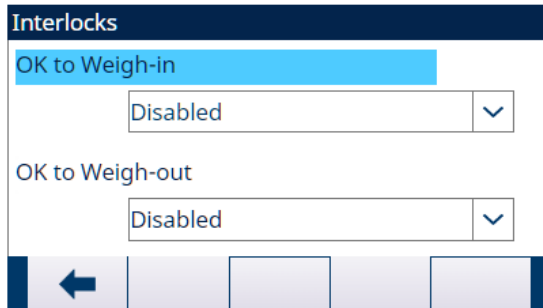 Interlocks
OK to Weigh-in
Disabled
OK to Weigh-out
Disabled